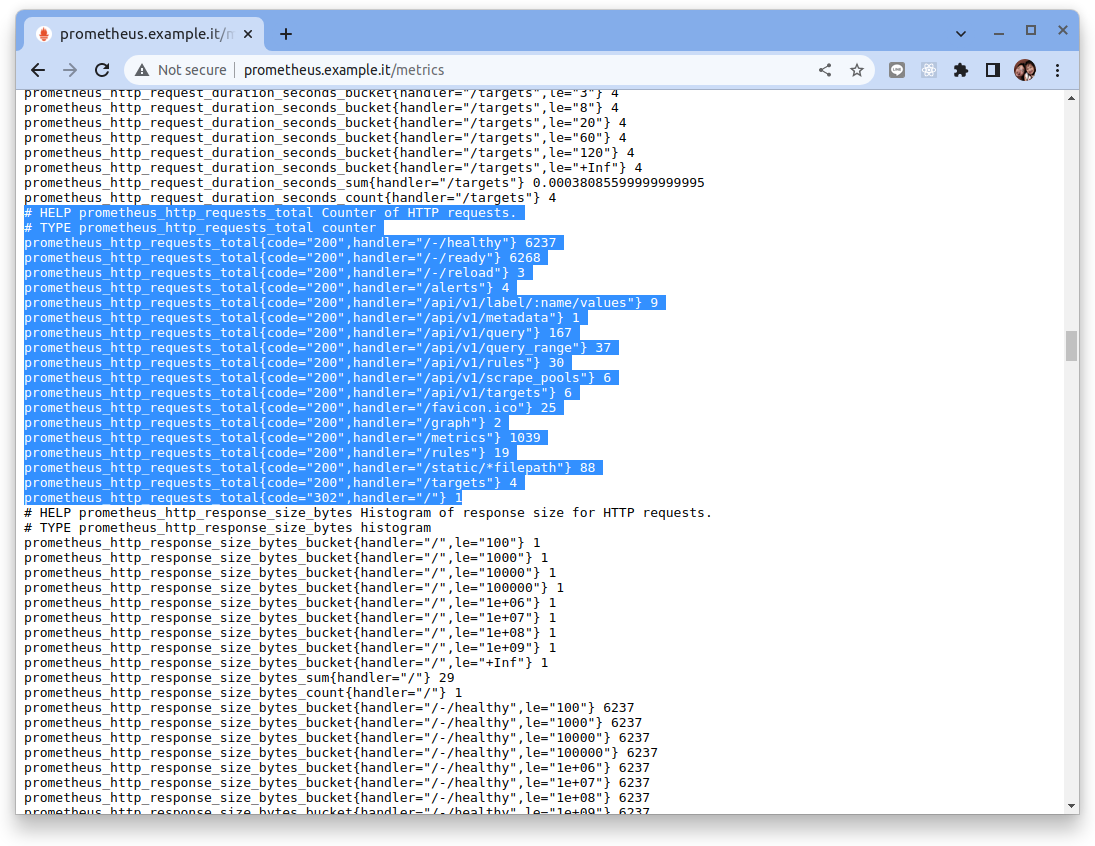 prometheus.example.it/m
Not secure
prometheus.example.it/metrics
prometheus_http_request_duration_seconds_bucket{handler="/targets",le="3"} 4
prometheus_http_request_duration_seconds_bucket{handler="/targets",le="8"} 4
prometheus_http_request_duration_seconds_bucket{handler="/targets",le="20"} 4
prometheus_http_request_duration_seconds_bucket{handler="/targets",le="60"} 4
prometheus_http_request_duration_seconds_bucket{handler="/targets",le="120"} 4
prometheus_http_request_duration_seconds_bucket{handler="/targets",le="+Inf"} 4
prometheus_http_request_duration_seconds_sum{handler="/targets"} 0.00038085599999999995
prometheus_http_request_duration_seconds_count{handler="/targets"} 4
# HELP prometheus_http_requests_total Counter of HTTP requests.
# TYPE prometheus_http_requests_total counter
prometheus_http_requests_total{code="200",handler="/-/healthy"} 6237
prometheus_http_requests_total{code="200",handler="/-/ready"} 6268
prometheus_http_requests_total{code="200",handler="/-/reload"} 3
prometheus_http_requests_total{code="200",handler="/alerts"} 4
prometheus_http_requests_total{code="200",handler="/api/v1/label/:name/values"} 9
prometheus_http_requests_total{code="200",handler="/api/v1/metadata"} 1
prometheus_http_requests_total{code="200",handler="/api/v1/query"} 167
prometheus_http_requests_total{code="200",handler="/api/v1/query_range"} 37
prometheus_http_requests_total{code="200",handler="/api/v1/rules"} 30
prometheus_http_requests_total{code="200",handler="/api/v1/scrape_pools"} 6
prometheus_http_requests_total{code="200",handler="/api/v1/targets"} 6
prometheus_http_requests_total{code="200",handler="/favicon.ico"} 25
prometheus_http_requests_total{code="200",handler="/graph"} 2
prometheus_http_requests_total{code="200",handler="/metrics"} 1039
prometheus_http_requests_total{code="200",handler="/rules"} 19
prometheus_http_requests_total{code="200",handler="/static/*filepath"} 88
prometheus_http_requests_total{code="200",handler="/targets"} 4
prometheus_http_requests_total{code="302",handler="/"} 1
# HELP prometheus_http_response_size_bytes Histogram of response size for HTTP requests.
# TYPE prometheus_http_response_size_bytes histogram
prometheus_http_response_size_bytes_bucket{handler="/",le="100"} 1
prometheus_http_response_size_bytes_bucket{handler="/",le="1000"} 1
prometheus_http_response_size_bytes_bucket{handler="/",le="10000"} 1
prometheus_http_response_size_bytes_bucket{handler="/",le="100000"} 1
prometheus_http_response_size_bytes_bucket{handler="/",le="1e+06"} 1
prometheus_http_response_size_bytes_bucket{handler="/",le="1e+07"} 1
prometheus_http_response_size_bytes_bucket{handler="/",le="1e+08"} 1
prometheus_http_response_size_bytes_bucket{handler="/",le="1e+09"} 1
prometheus_http_response_size_bytes_bucket{handler="/",le="+Inf"} 1
prometheus_http_response_size_bytes_sum{handler="/"} 29
prometheus_http_response_size_bytes_count{handler="/"} 1
prometheus_http_response_size_bytes_bucket{handler="/-/healthy",le="100"} 6237
prometheus_http_response_size_bytes_bucket{handler="/-/healthy",le="1000"} 6237
prometheus_http_response_size_bytes_bucket{handler="/-/healthy",le="10000"} 6237
prometheus_http_response_size_bytes_bucket{handler="/-/healthy",le="100000"} 6237
prometheus_http_response_size_bytes_bucket{handler="/-/healthy",le="1e+06"} 6237
prometheus_http_response_size_bytes_bucket{handler="/-/healthy",le="1e+07"} 6237
prometheus_http_response_size_bytes_bucket{handler="/-/healthy",le="1e+08"} 6237
prometheus_http_response_size_bytes_bucket{handler="/-/healthy",le="1e+09"} 6237